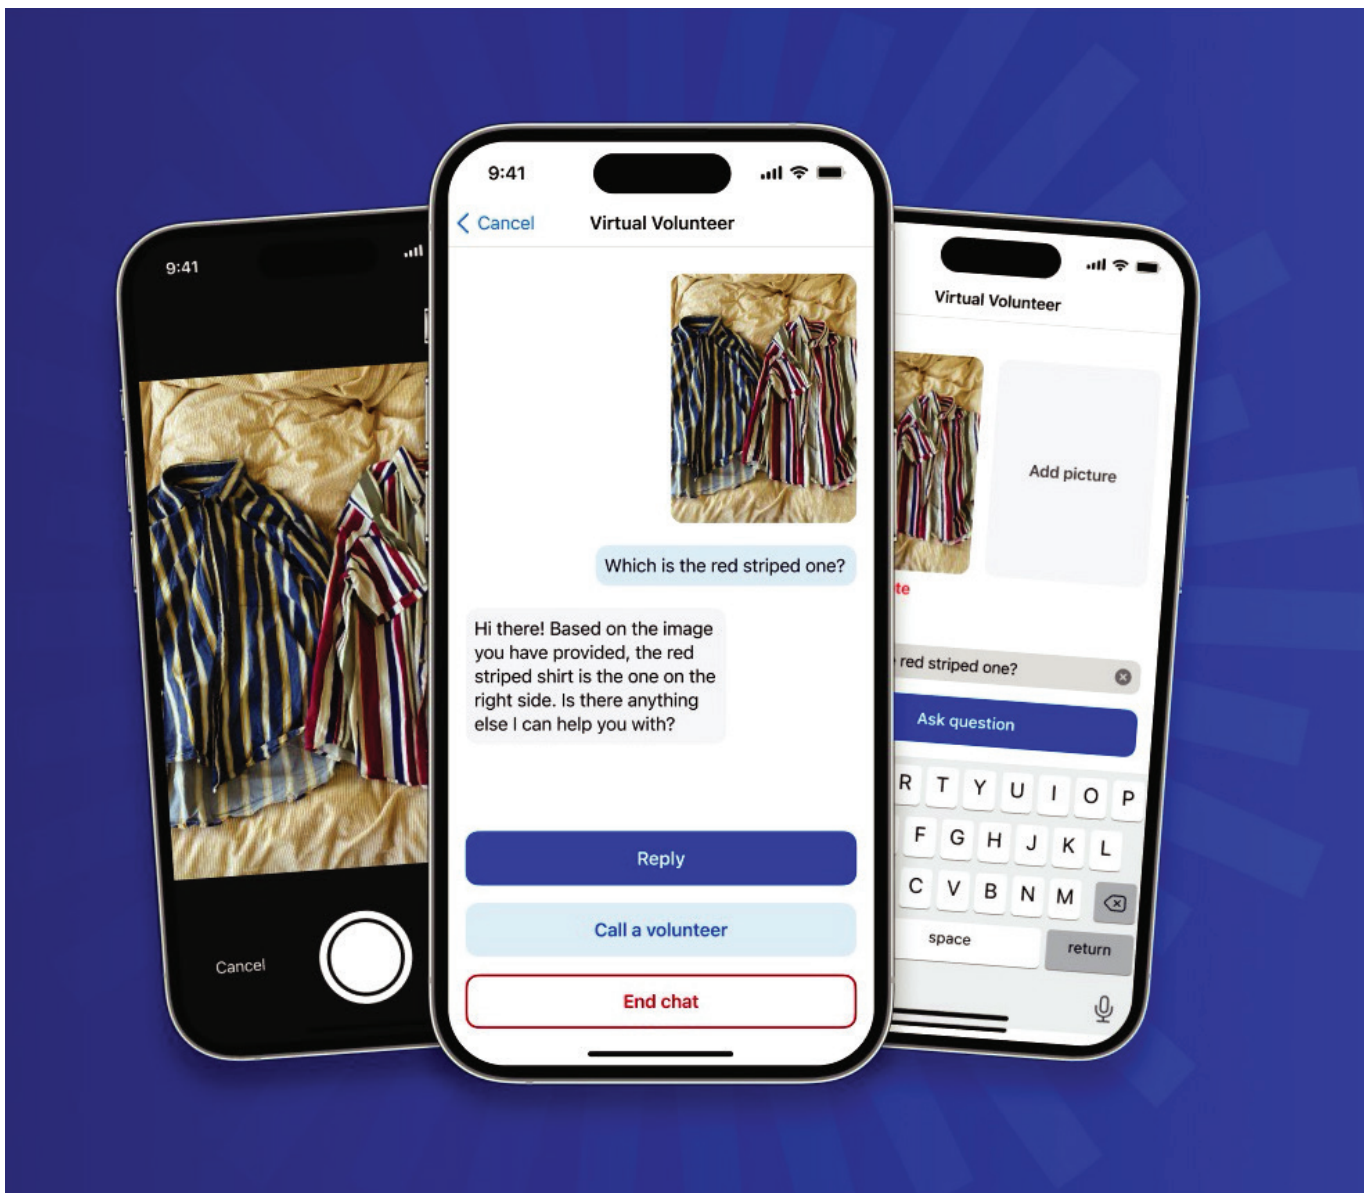 9:41
Cancel
9:41
Cancel
Virtual Volunteer
Which is the red striped one?
Hi there! Based on the image
you have provided, the red
striped shirt is the one on the
right side. Is there anything
else I can help you with?
Reply
Call a volunteer
End chat
Virtual Volunteer
Add picture
red striped one?
Ask question
R T Y U I O P
F G H J K L
C V B N M
space
return